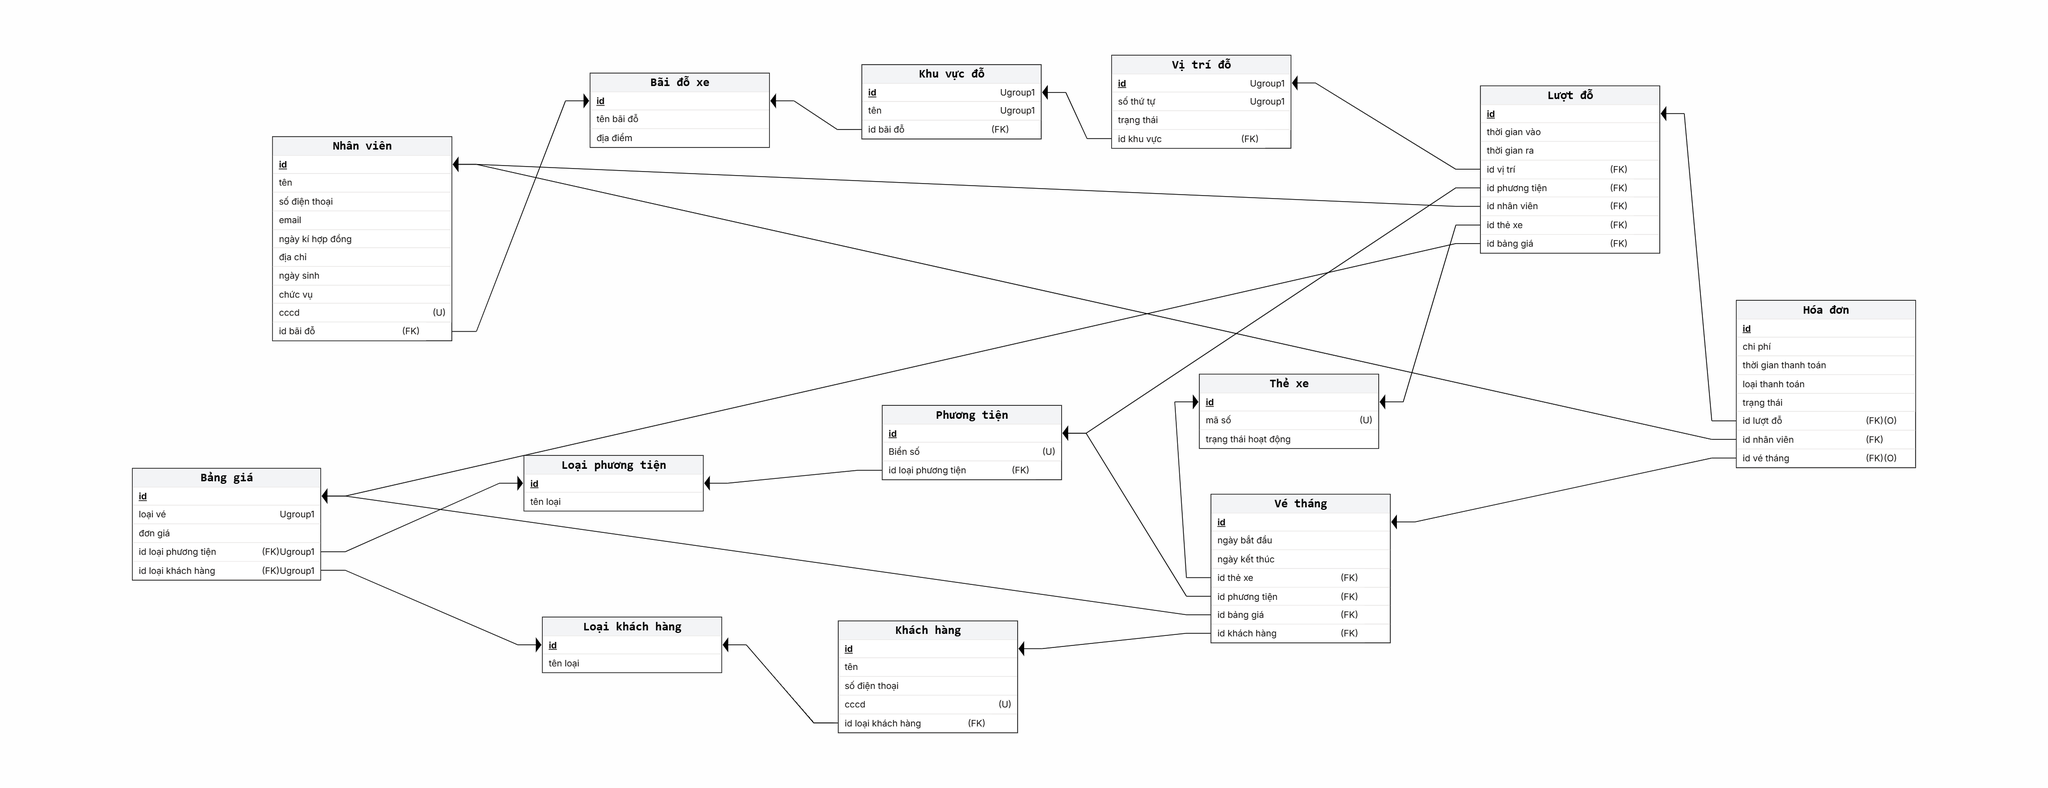 Nhân viên
id
tên
số điện thoại
email
ngày kí hợp đồng
địa chỉ
ngày sinh
chức vụ
cccd (U)
id bãi đỗ (FK)
Bãi đỗ xe
id
tên bãi đỗ
địa điểm
Khu vực đỗ
id Ugroup1
tên Ugroup1
id bãi đỗ (FK)
Vị trí đỗ
id Ugroup1
số thứ tự Ugroup1
trạng thái
id khu vực (FK)
Lượt đỗ
id
thời gian vào
thời gian ra
id vị trí (FK)
id phương tiện (FK)
id nhân viên (FK)
id thẻ xe (FK)
id bảng giá (FK)
Hóa đơn
id
chi phí
thời gian thanh toán
loại thanh toán
trạng thái
id lượt đỗ (FK)(O)
id nhân viên (FK)
id vé tháng (FK)(O)
Thẻ xe
id
mã số (U)
trạng thái hoạt động
Phương tiện
id
Biển số (U)
id loại phương tiện (FK)
Loại phương tiện
id
tên loại
Bảng giá
id
loại vé Ugroup1
đơn giá
id loại phương tiện (FK)Ugroup1
id loại khách hàng (FK)Ugroup1
Vé tháng
id
ngày bắt đầu
ngày kết thúc
id thẻ xe (FK)
id phương tiện (FK)
id bảng giá (FK)
id khách hàng (FK)
Loại khách hàng
id
tên loại
Khách hàng
id
tên
số điện thoại
cccd (U)
id loại khách hàng (FK)